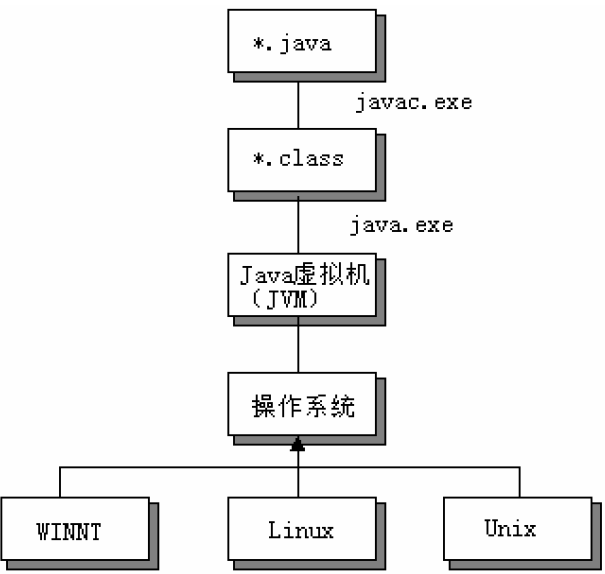 *.java
javac.exe
*.class
java.exe
Java虚拟机
(JVM)
操作系统
WINNT
Linux
Unix